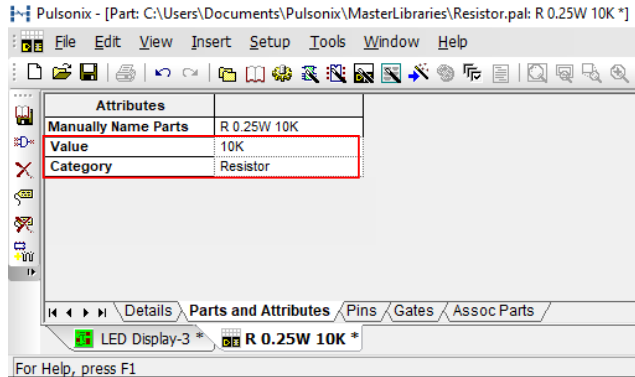 Pulsonix - [Part: C:\Users\Documents\Pulsonix\MasterLibraries\Resistor.pal: R 0.25W 10K *]
File Edit View Insert Setup Tools Window Help
Attributes
Manually Name Parts R 0.25W 10K
Value 10K
Category Resistor
Details Parts and Attributes Pins Gates Assoc Parts
LED Display-3 * R 0.25W 10K *
For Help, press F1